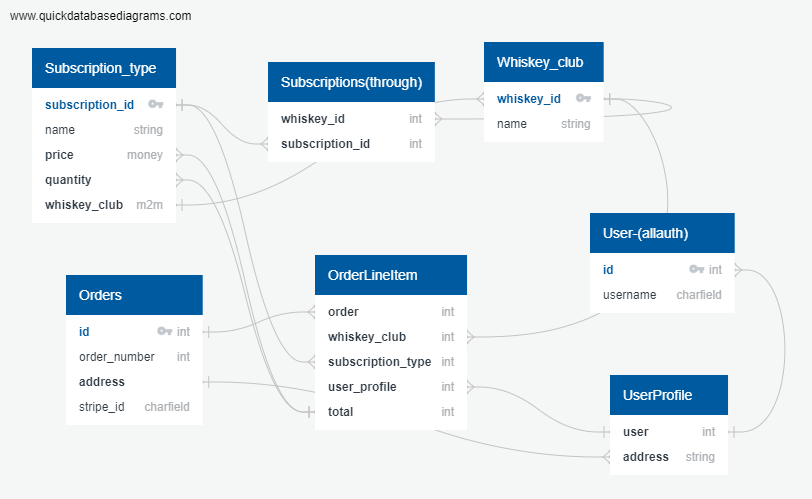 www.quickdatabasediagrams.com
Subscription_type
subscription_id
name string
price money
quantity
whiskey_club m2m
Subscriptions(through)
whiskey_id int
subscription_id int
Whiskey_club
whiskey_id
name string
User-(allauth)
id int
username charfield
Orders
id int
order_number int
address
stripe_id charfield
OrderLineItem
order int
whiskey_club int
subscription_type int
user_profile int
total int
UserProfile
user int
address string